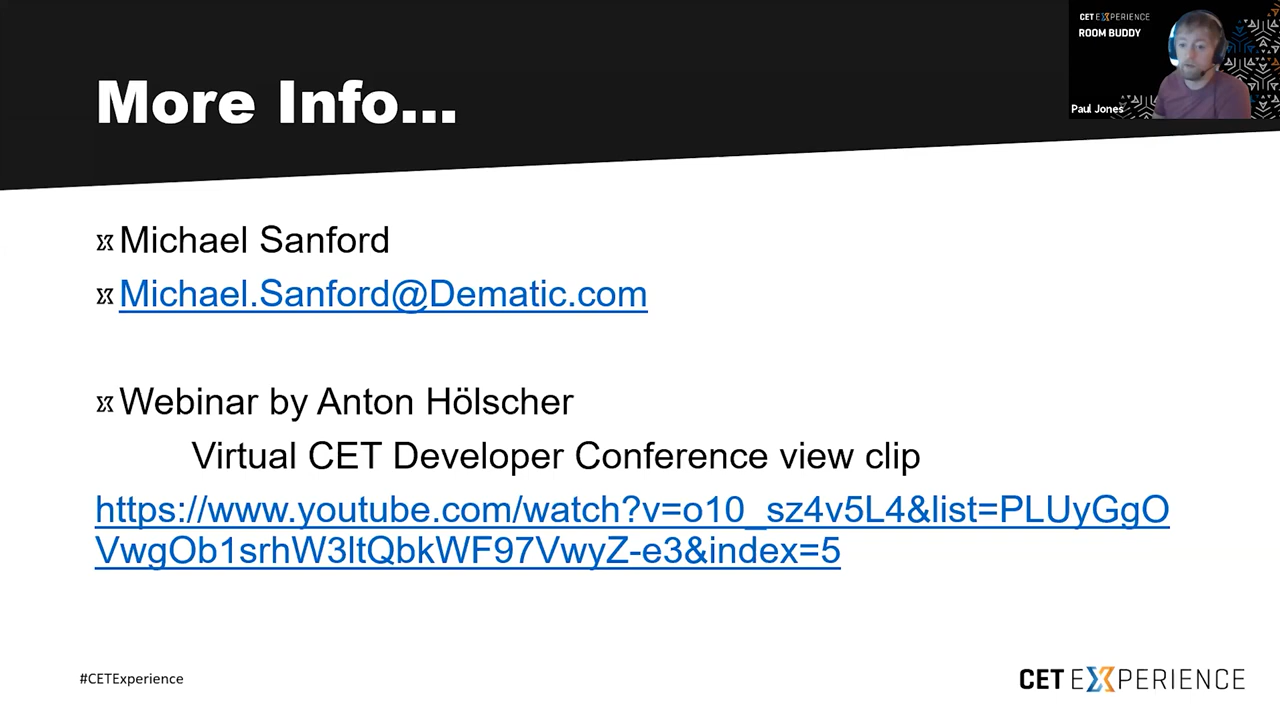 CET EXPERIENCE
ROOM BUDDY
Paul Jones
More Info...
Michael Sanford
Michael.Sanford@Dematic.com
Webinar by Anton Hölscher
Virtual CET Developer Conference view clip
https://www.youtube.com/watch?v=o10_sz4v5L4&list=PLUyGgO
VwgOb1srhW3ltQbkWF97VwyZ-e3&index=5
#CETExperience
CET EXPERIENCE